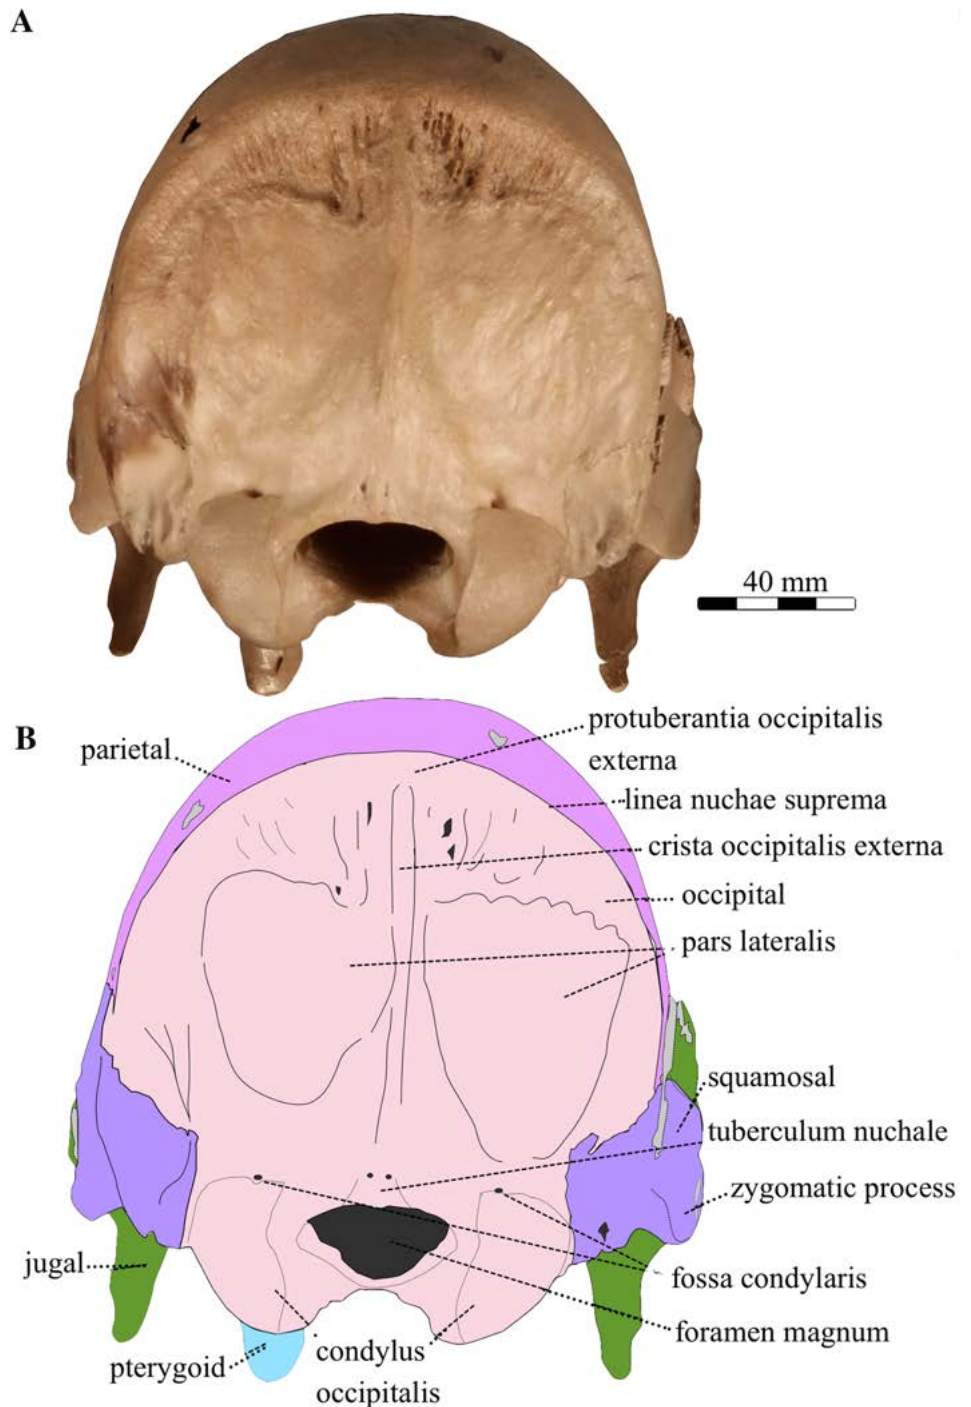 A
40 mm
B
parietal
protuberantia occipitalis
externa
linea nuchae suprema
crista occipitalis externa
occipital
pars lateralis
squamosal
tuberculum nuchale
zygomatic process
jugal
fossa condylaris
foramen magnum
pterygoid
condylus
occipitalis